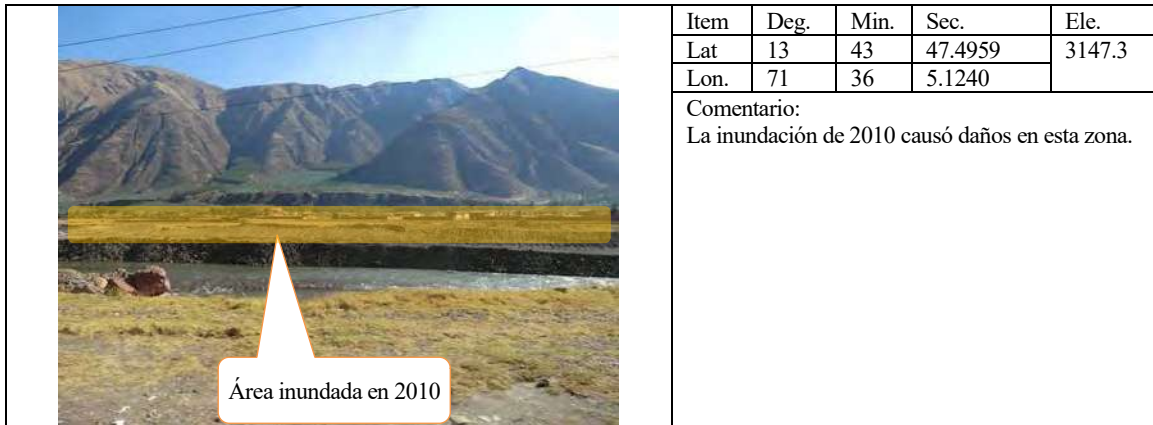 Área inundada en 2010
Item Deg. Min. Sec. Ele.
Lat 13 43 47.4959 3147.3
Lon. 71 36 5.1240
Comentario:
La inundación de 2010 causó daños en esta zona.